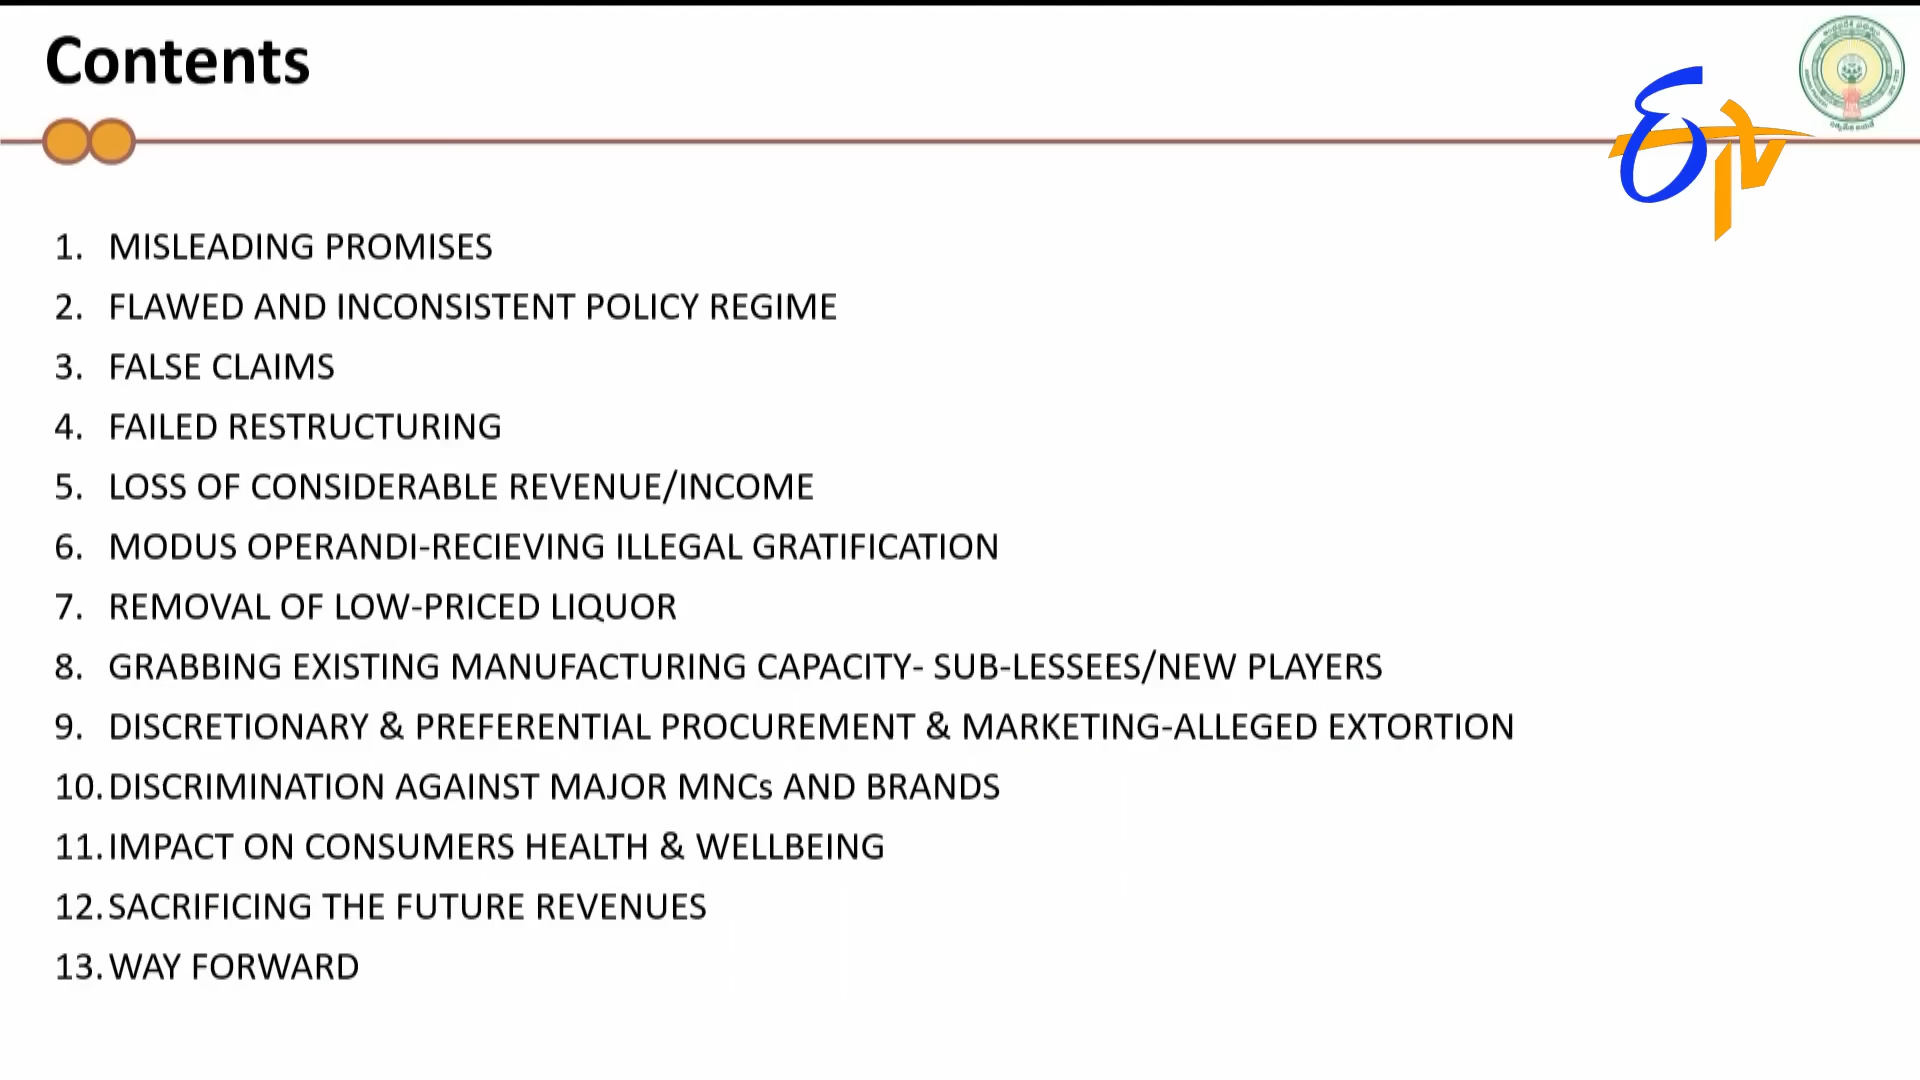 Contents
ETV
1. MISLEADING PROMISES
2. FLAWED AND INCONSISTENT POLICY REGIME
3. FALSE CLAIMS
4. FAILED RESTRUCTURING
5. LOSS OF CONSIDERABLE REVENUE/INCOME
6. MODUS OPERANDI-RECIEVING ILLEGAL GRATIFICATION
7. REMOVAL OF LOW-PRICED LIQUOR
8. GRABBING EXISTING MANUFACTURING CAPACITY- SUB-LESSEES/NEW PLAYERS
9. DISCRETIONARY & PREFERENTIAL PROCUREMENT & MARKETING-ALLEGED EXTORTION
10. DISCRIMINATION AGAINST MAJOR MNCs AND BRANDS
11. IMPACT ON CONSUMERS HEALTH & WELLBEING
12. SACRIFICING THE FUTURE REVENUES
13. WAY FORWARD